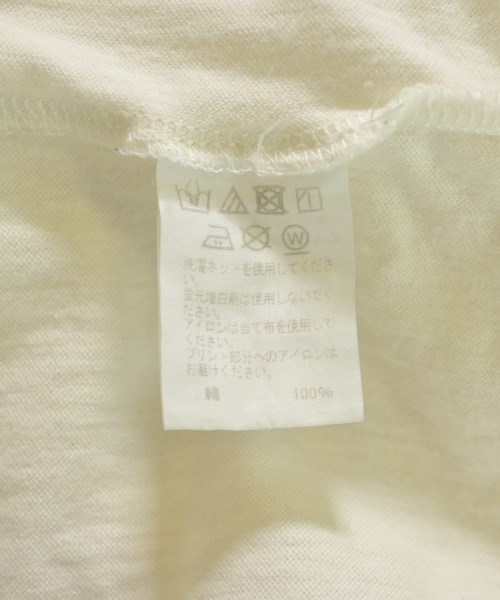 洗濯ネットを使用してくださ
い。
蛍光増白剤は使用しないでく
ださい。
アイロンは当て布を使用して
ください。
プリント部分へのアイロンは
お避けください。
綿 100%